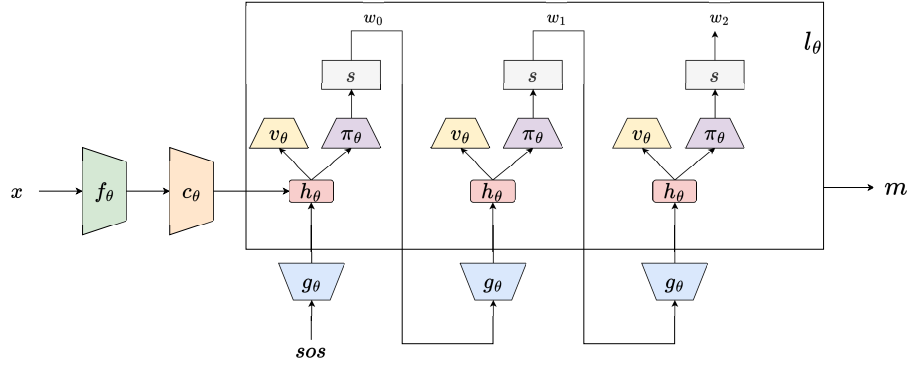 w₀ w₁ w₂
l_θ
s s s
v_θ π_θ v_θ π_θ v_θ π_θ
x f_θ c_θ h_θ h_θ h_θ m
g_θ g_θ g_θ
sos